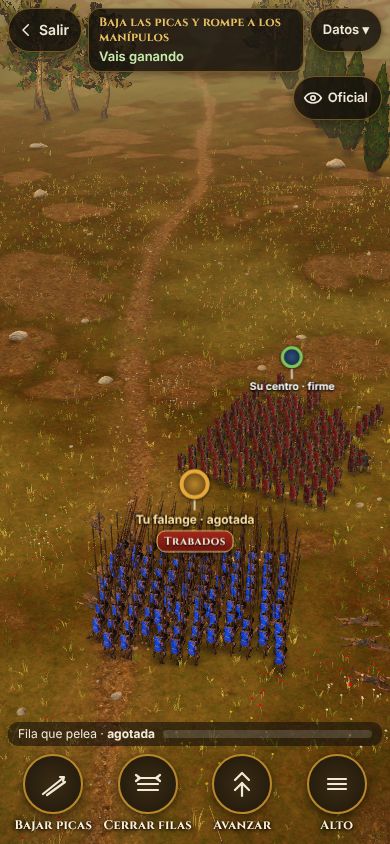 Salir
BAJA LAS PICAS Y ROMPE A LOS
MANÍPULOS
Vais ganando
Datos ▾
Oficial
Su centro · firme
Tu falange · agotada
TRABADOS
Fila que pelea · agotada
BAJAR PICAS
CERRAR FILAS
AVANZAR
ALTO